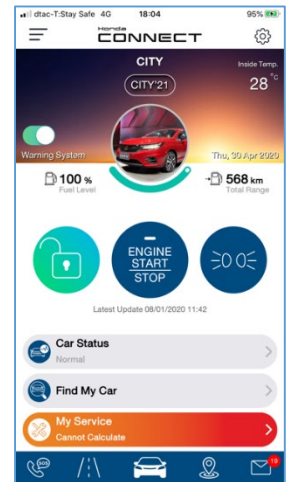 dtac-T:Stay Safe 4G 18:04 95%
Honda
CONNECT
CITY
CITY'21
Inside Temp.
28°c
Warning System
Thu, 30 Apr 2020
100 %
Fuel Level
568 km
Total Range
ENGINE
START
STOP
Latest Update 08/01/2020 11:42
Car Status
Normal
Find My Car
My Service
Cannot Calculate
SOS
19